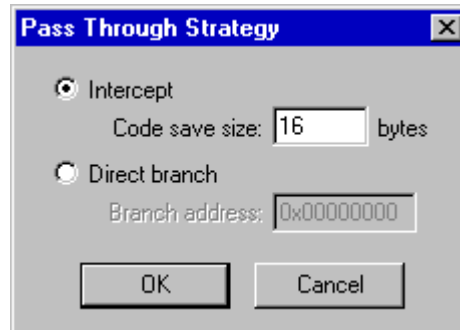 Pass Through Strategy
Intercept
Code save size: 16 bytes
Direct branch
Branch address: 0x00000000
OK Cancel